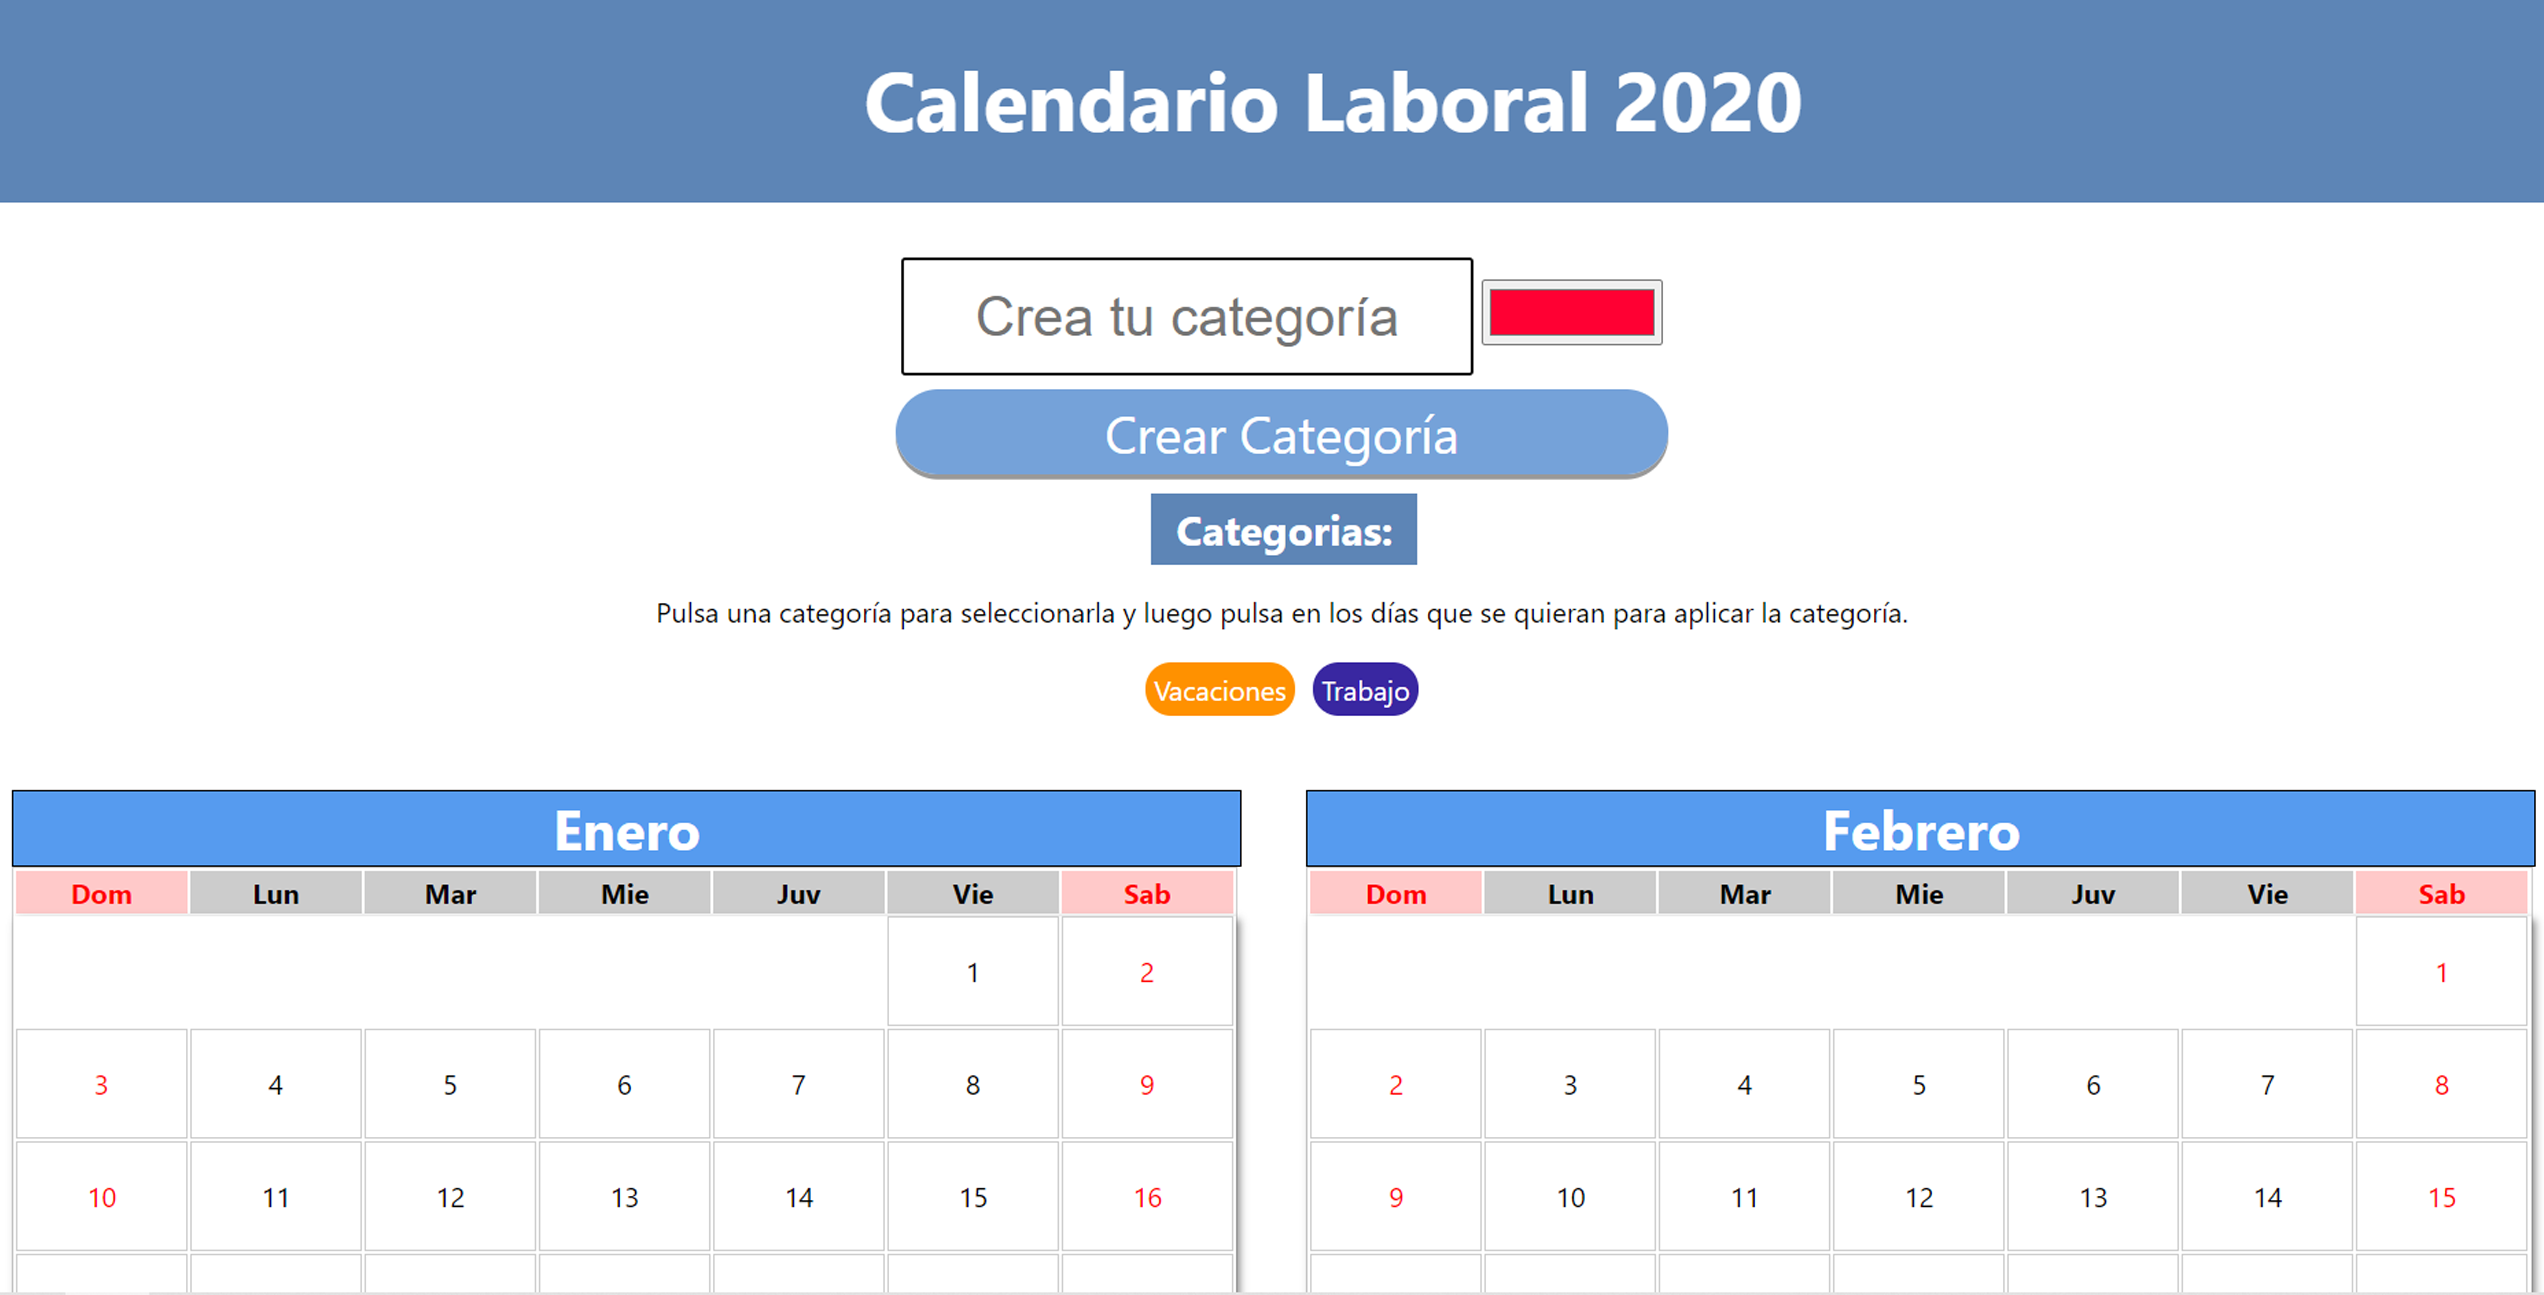 Calendario Laboral 2020
Crea tu categoría
Crear Categoría
Categorias:
Pulsa una categoría para seleccionarla y luego pulsa en los días que se quieran para aplicar la categoría.
Vacaciones Trabajo
Enero
Dom Lun Mar Mie Juv Vie Sab
1 2
3 4 5 6 7 8 9
10 11 12 13 14 15 16
Febrero
Dom Lun Mar Mie Juv Vie Sab
1
2 3 4 5 6 7 8
9 10 11 12 13 14 15